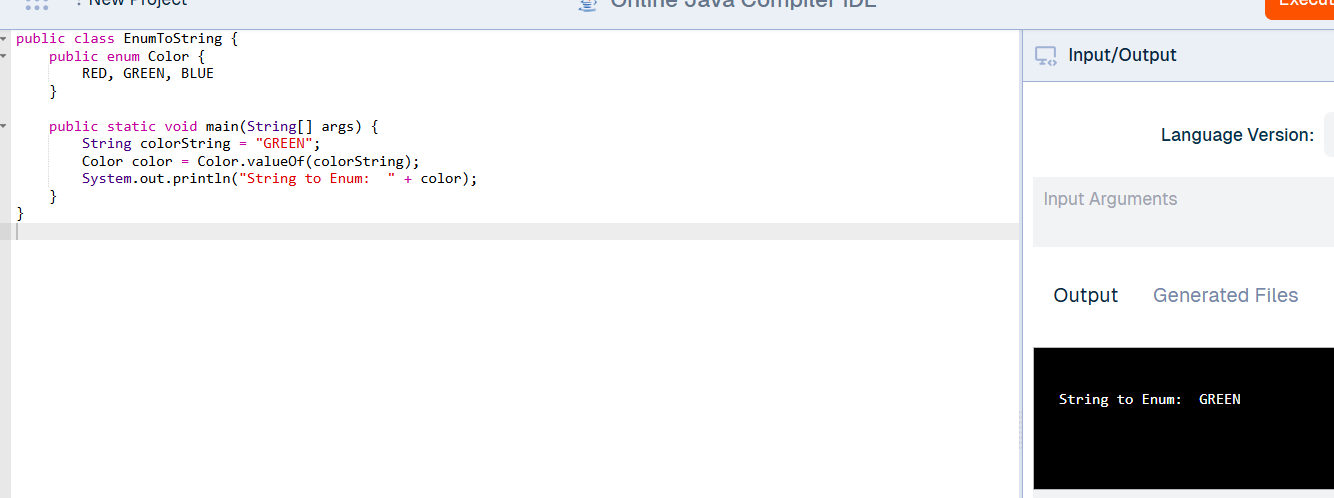 : New Project
Online Java Compiler IDE
Execut
public class EnumToString {
    public enum Color {
        RED, GREEN, BLUE
    }
    public static void main(String[] args) {
        String colorString = "GREEN";
        Color color = Color.valueOf(colorString);
        System.out.println("String to Enum:  " + color);
    }
}
Input/Output
Language Version:
Input Arguments
Output
Generated Files
String to Enum:  GREEN